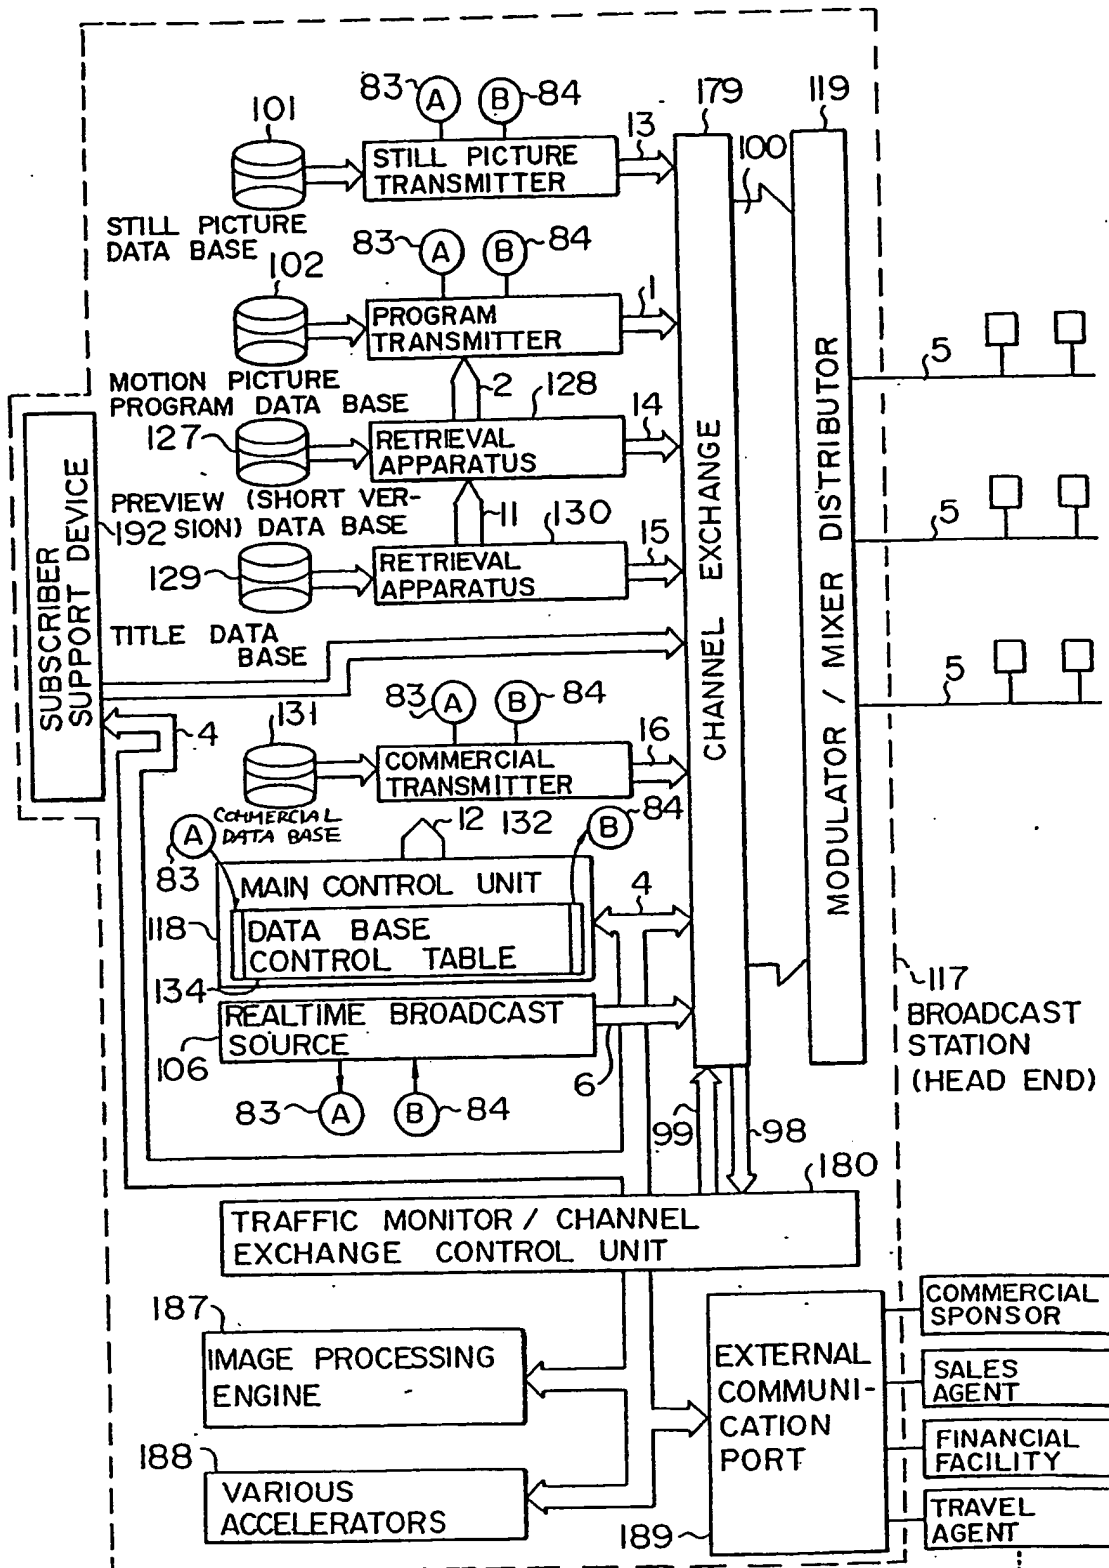 83
A
B
84
179
119
101
13
100
STILL PICTURE
TRANSMITTER
STILL PICTURE
DATA BASE
83
A
B
84
102
1
PROGRAM
TRANSMITTER
MOTION PICTURE
PROGRAM DATA BASE
2
128
5
127
14
RETRIEVAL
APPARATUS
PREVIEW (SHORT VER-
SION) DATA BASE
192
11
130
129
15
RETRIEVAL
APPARATUS
5
TITLE DATA
BASE
SUBSCRIBER
SUPPORT DEVICE
CHANNEL EXCHANGE
MODULATOR / MIXER DISTRIBUTOR
4
83
A
B
84
131
16
COMMERCIAL
TRANSMITTER
5
COMMERCIAL
DATA BASE
A
83
12
132
B
84
MAIN CONTROL UNIT
118
DATA BASE
CONTROL TABLE
134
4
REALTIME BROADCAST
SOURCE
106
6
83
A
B
84
117
BROADCAST
STATION
(HEAD END)
99
98
180
TRAFFIC MONITOR / CHANNEL
EXCHANGE CONTROL UNIT
187
IMAGE PROCESSING
ENGINE
188
VARIOUS
ACCELERATORS
EXTERNAL
COMMUNI-
CATION
PORT
189
COMMERCIAL
SPONSOR
SALES
AGENT
FINANCIAL
FACILITY
TRAVEL
AGENT